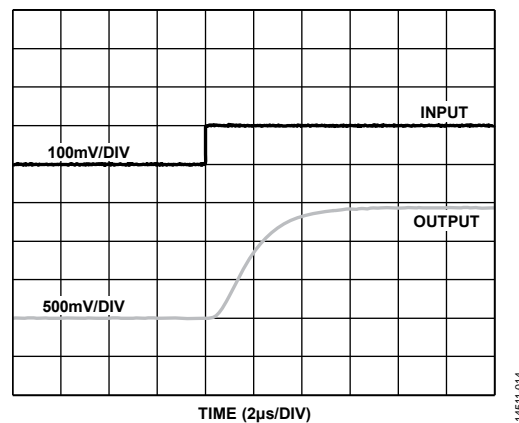 INPUT
100mV/DIV
OUTPUT
500mV/DIV
TIME (2µs/DIV)
14511-014